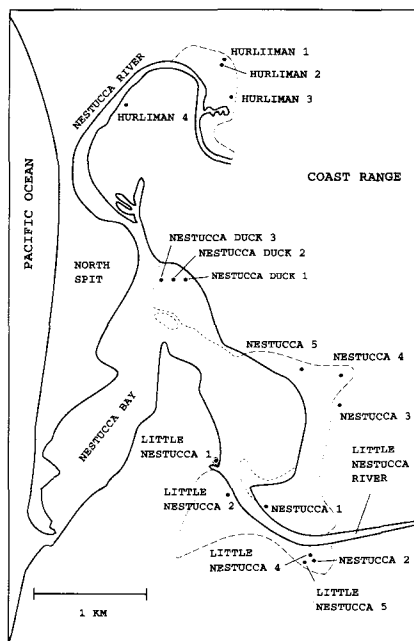 HURLIIMAN 1
HURLIMAN 2
HURLIMAN 3
NESTUCCA RIVER
HURLIMAN 4
COAST RANGE
PACIFIC OCEAN
NESTUCCA DUCK 3
NESTUCCA DUCK 2
NORTH
SPIT
NESTUCCA DUCK 1
NESTUCCA 5
NESTUCCA 4
NESTUCCA 3
NESTUCCA BAY
LITTLE
NESTUCCA 1
LITTLE
NESTUCCA
RIVER
LITTLE
NESTUCCA 2
NESTUCCA 1
LITTLE
NESTUCCA 4
NESTUCCA 2
LITTLE
NESTUCCA 5
1 KM